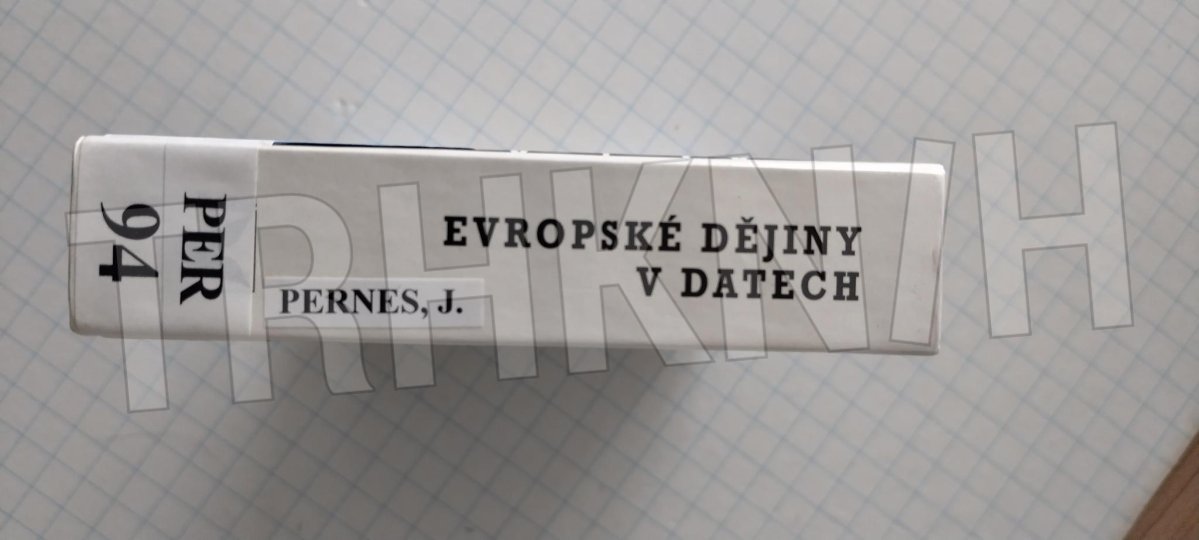 PER
94
PERNES, J.
EVROPSKÉ DĚJINY
V DATECH
TRHKNIH